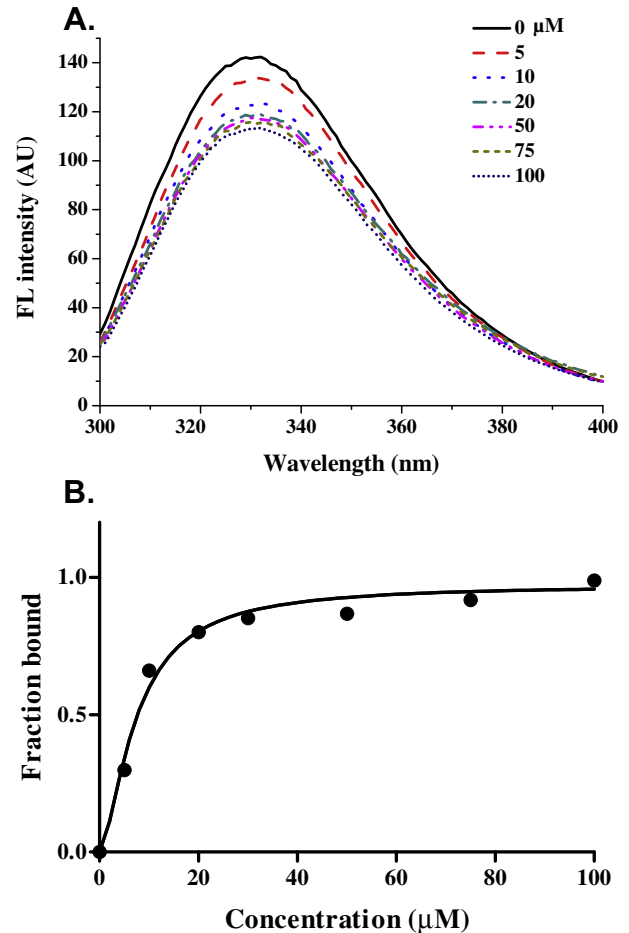 A.
0 µM
5
10
20
50
75
100
140
120
100
80
60
40
20
0
FL intensity (AU)
300 320 340 360 380 400
Wavelength (nm)
B.
1.0
0.5
0.0
Fraction bound
0 20 40 60 80 100
Concentration (µM)